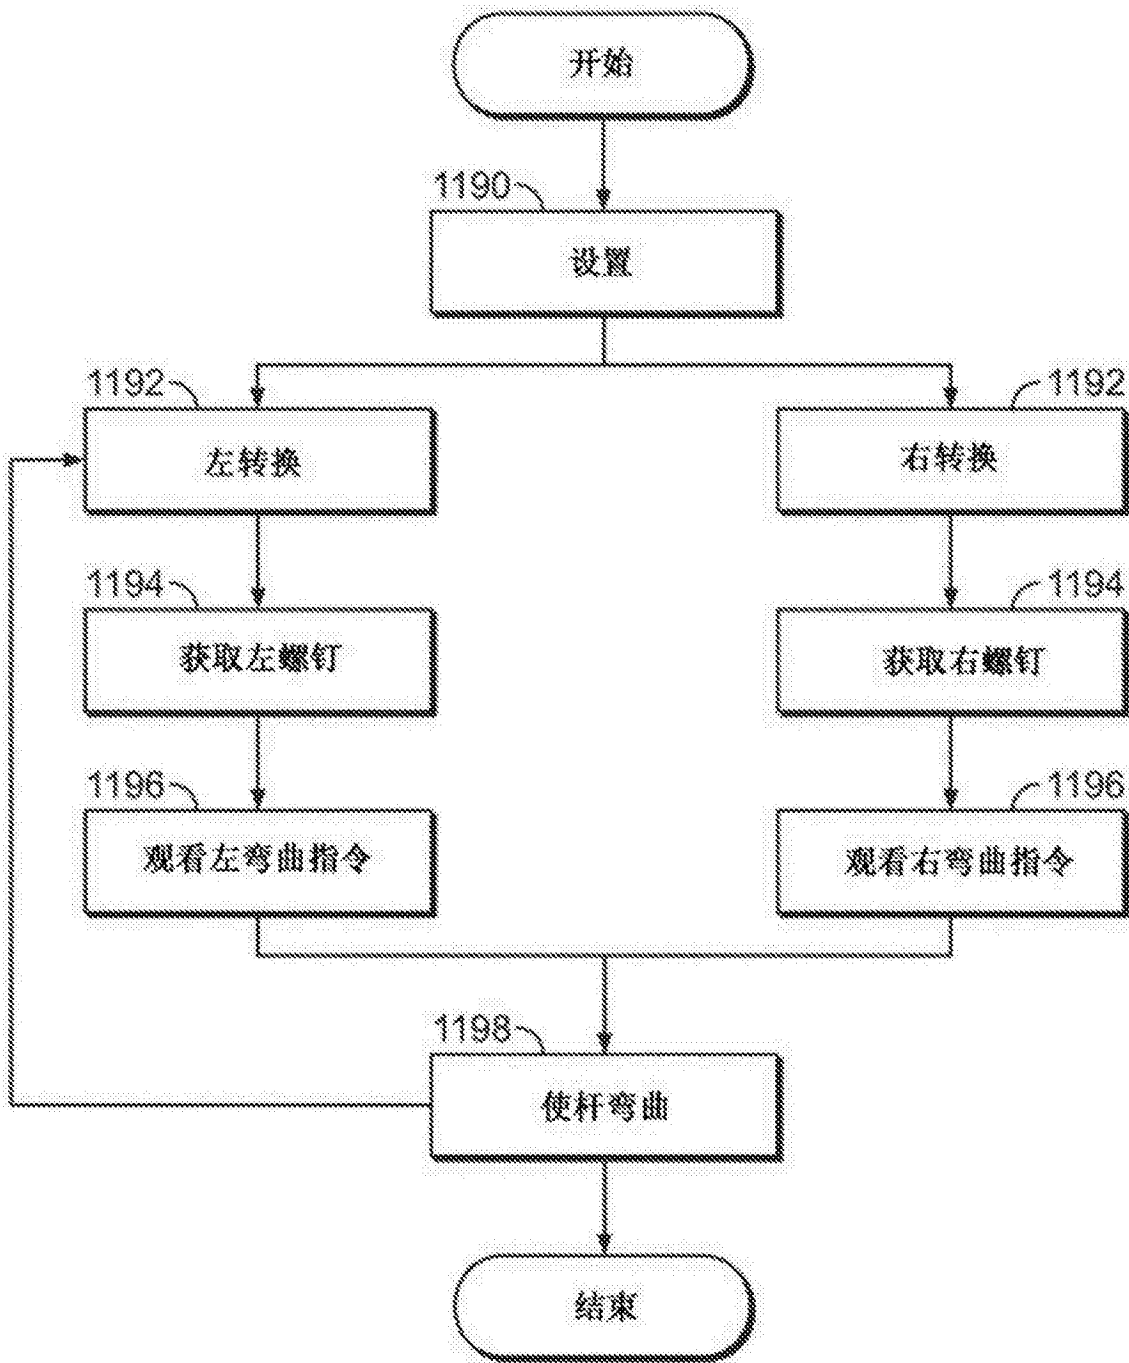 开始
1190
设置
1192
左转换
1192
右转换
1194
获取左螺钉
1194
获取右螺钉
1196
观看左弯曲指令
1196
观看右弯曲指令
1198
使杆弯曲
结束